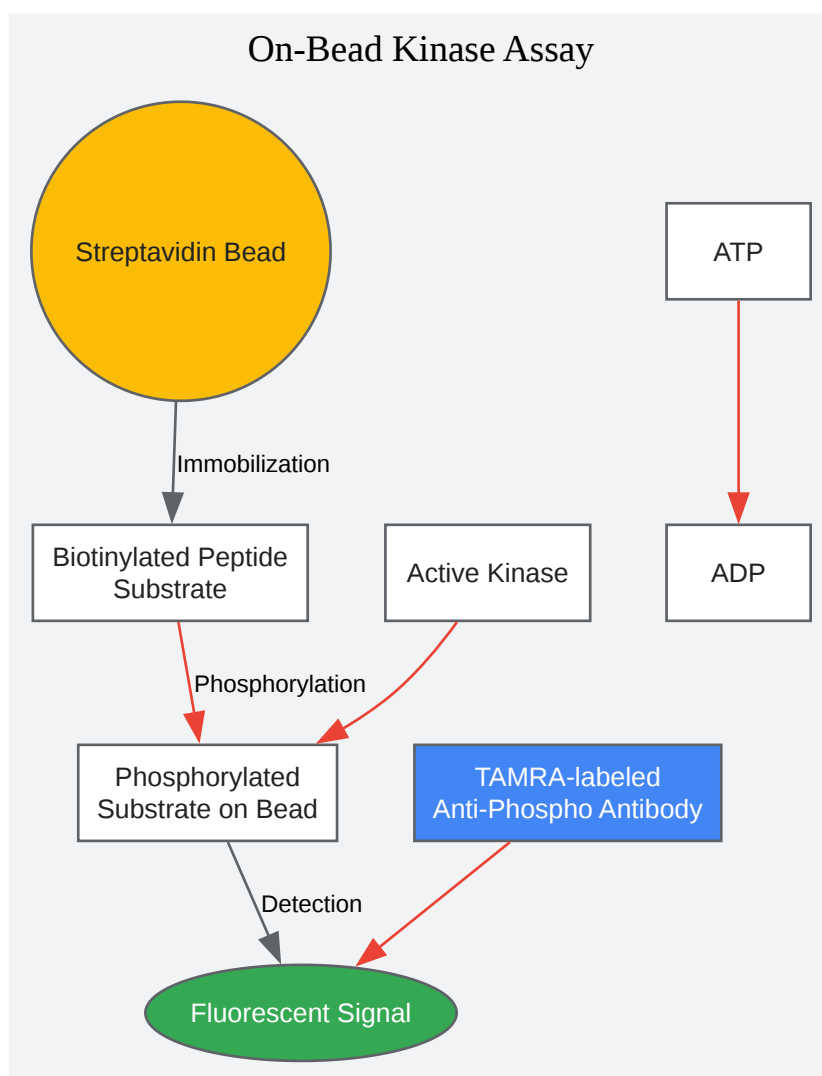 On-Bead Kinase Assay
Streptavidin Bead
ATP
Immobilization
Biotinylated Peptide
Substrate
Active Kinase
ADP
Phosphorylation
Phosphorylated
Substrate on Bead
TAMRA-labeled
Anti-Phospho Antibody
Detection
Fluorescent Signal